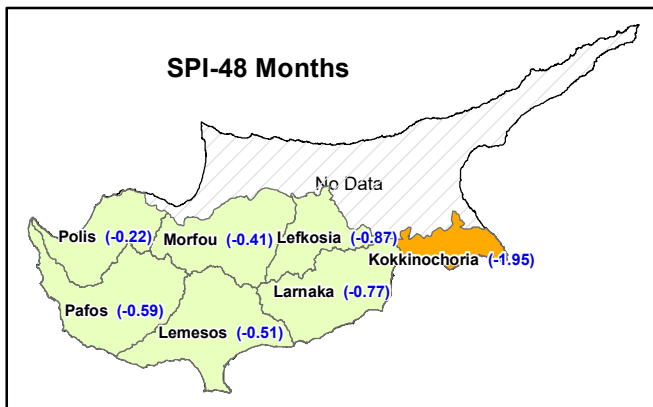 SPI-48 Months
No Data
Polis (-0.22)
Morfou (-0.41)
Lefkosia (-0.87)
Kokkinochoria (-1.95)
Pafos (-0.59)
Lemesos (-0.51)
Larnaka (-0.77)